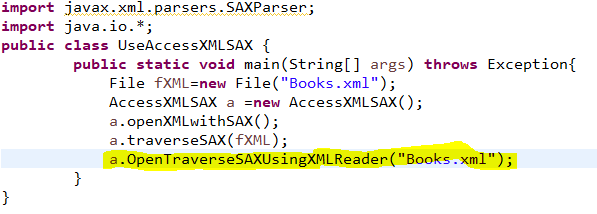 import javax.xml.parsers.SAXParser;
import java.io.*;
public class UseAccessXMLSAX {
public static void main(String[] args) throws Exception{
File fXML=new File("Books.xml");
AccessXMLSAX a =new AccessXMLSAX();
a.openXMLwithSAX();
a.traverseSAX(fXML);
a.OpenTraverseSAXUsingXMLReader("Books.xml");
}
}